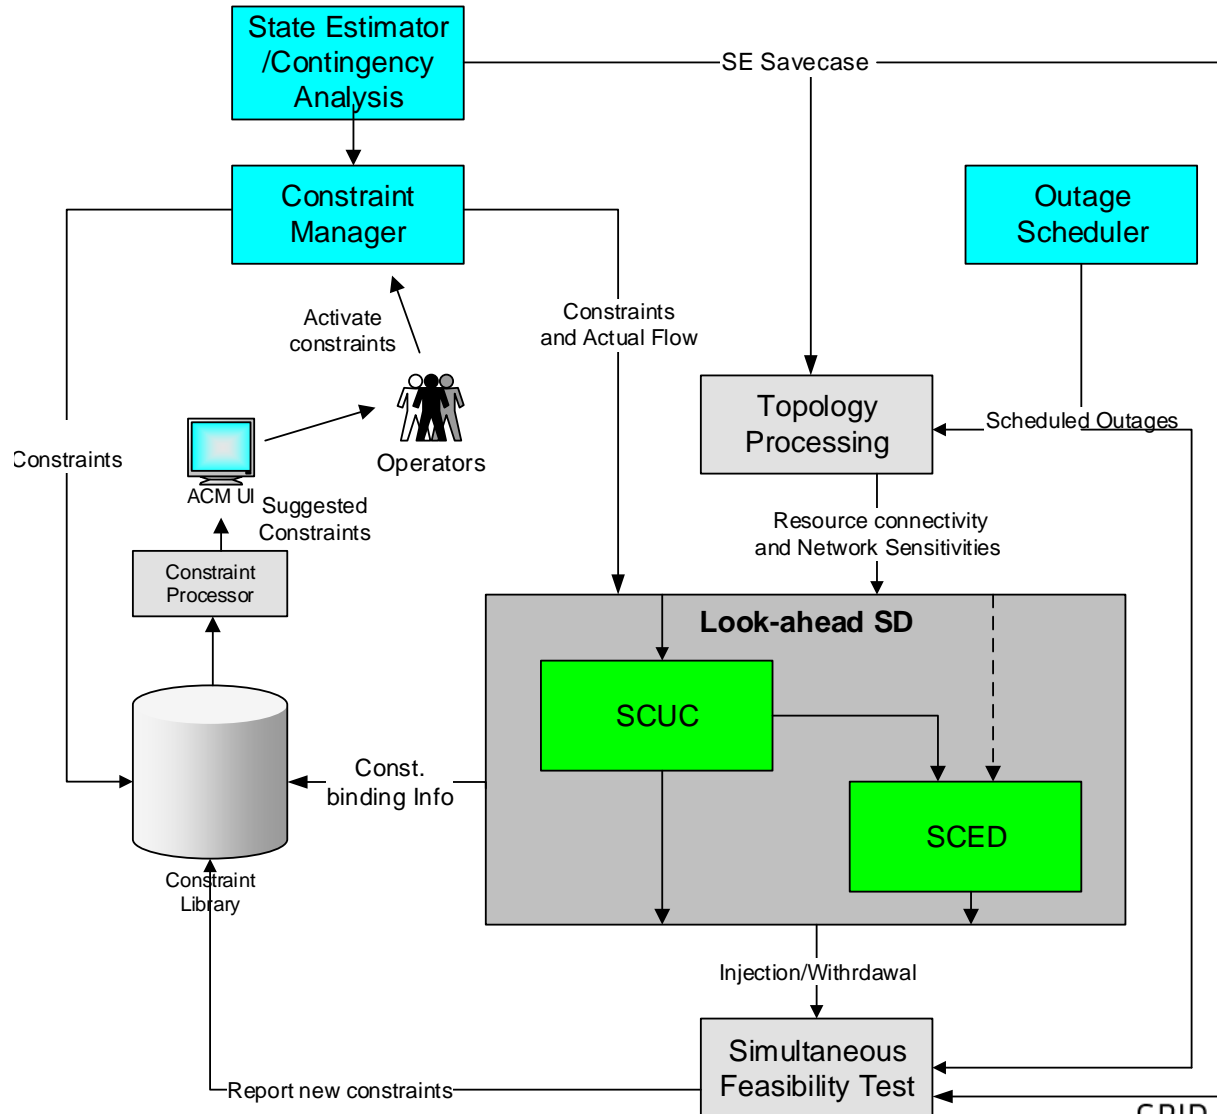 State Estimator
/Contingency
Analysis
SE Savecase
Constraint
Manager
Outage
Scheduler
Activate
constraints
Constraints
and Actual Flow
Topology
Processing
Scheduled Outages
Operators
Constraints
ACM UI
Suggested
Constraints
Resource connectivity
and Network Sensitivities
Constraint
Processor
Look-ahead SD
SCUC
Const.
binding Info
SCED
Constraint
Library
Injection/Withrdawal
Simultaneous
Feasibility Test
Report new constraints